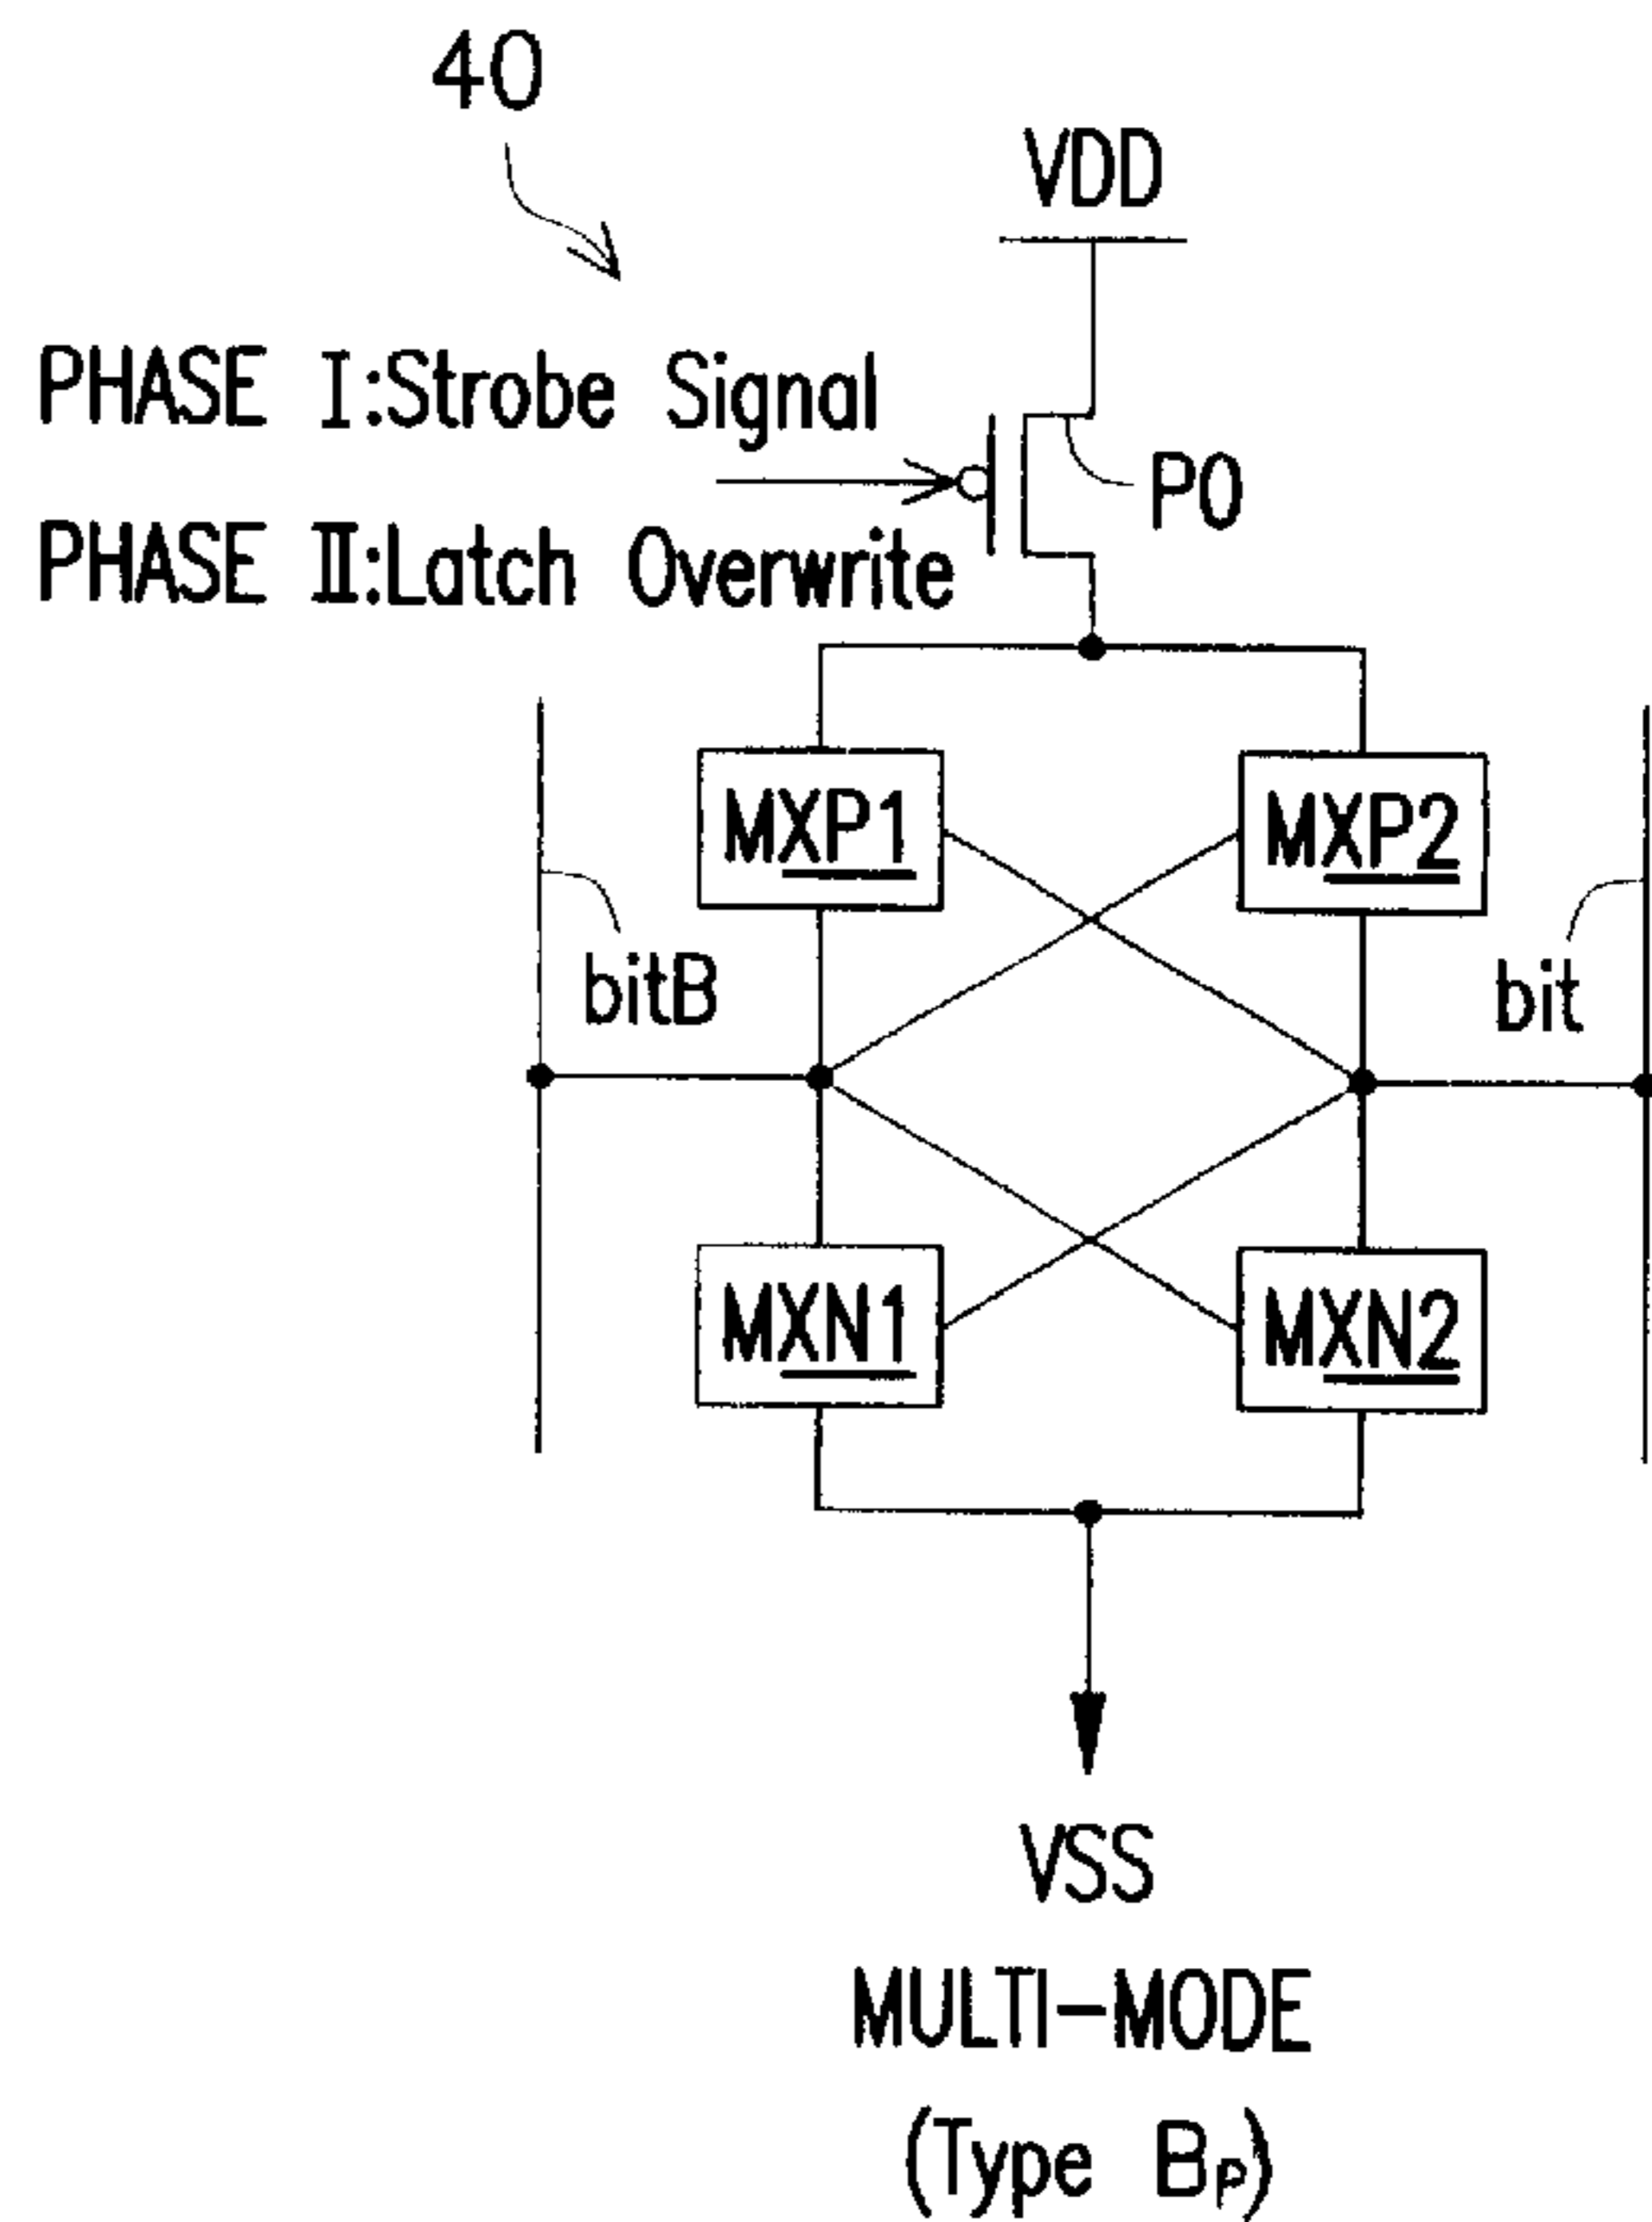 40
VDD
PHASE I:Strobe Signal
P0
PHASE II:Latch Overwrite
MXP1
MXP2
bitB
bit
MXN1
MXN2
VSS
MULTI-MODE
(Type BP)